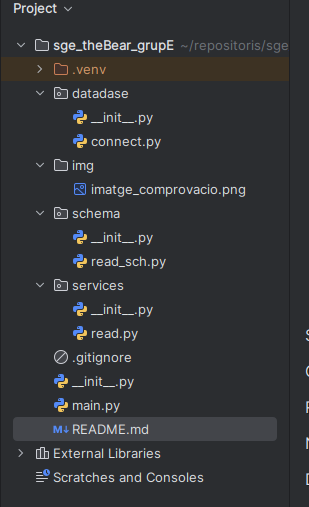 Project
sge_theBear_grupE ~/repositoris/sge
.venv
datadase
__init__.py
connect.py
img
imatge_comprovacio.png
schema
__init__.py
read_sch.py
services
__init__.py
read.py
.gitignore
__init__.py
main.py
M↓ README.md
External Libraries
Scratches and Consoles